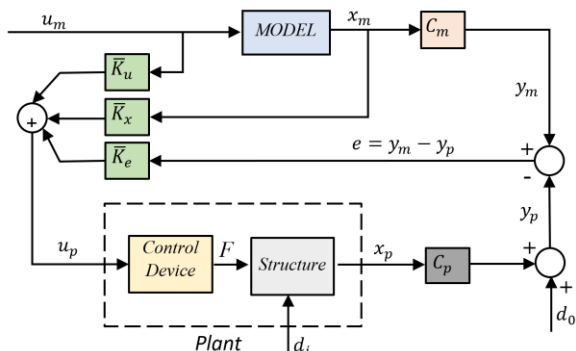 u_m
x_m
MODEL
C_m
K̅_u
y_m
K̅_x
+
e = y_m − y_p
+
K̅_e
-
y_p
u_p
Control
Device
F
Structure
x_p
C_p
+
+
d_0
Plant
d_i